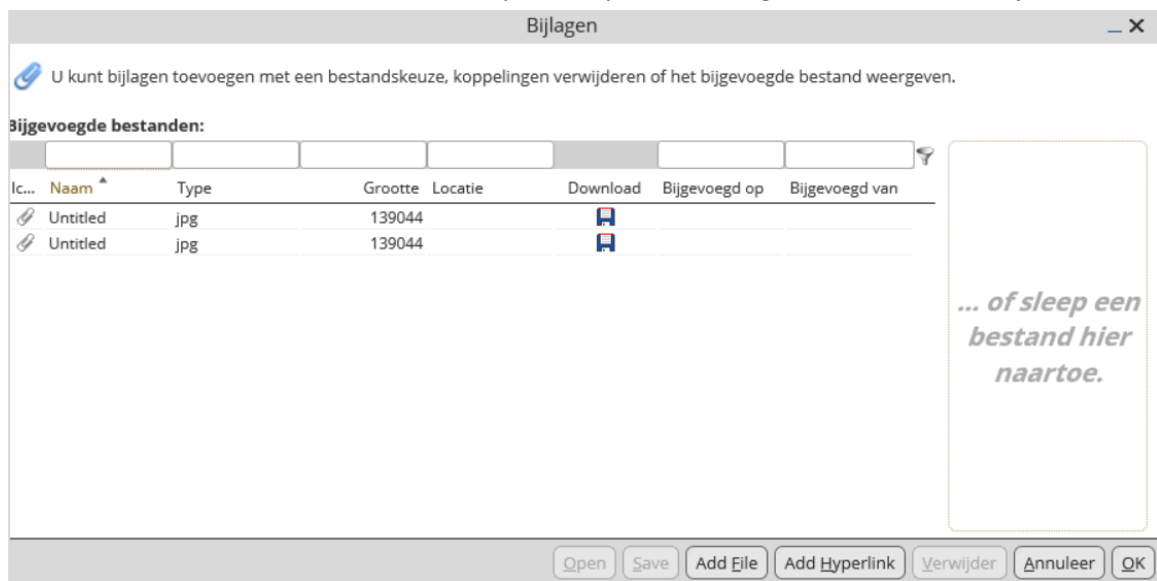 Bijlagen
U kunt bijlagen toevoegen met een bestandskeuze, koppelingen verwijderen of het bijgevoegde bestand weergeven.
Bijgevoegde bestanden:
Ic... Naam Type Grootte Locatie Download Bijgevoegd op Bijgevoegd van
Untitled jpg 139044
Untitled jpg 139044
... of sleep een
bestand hier
naartoe.
Open Save Add File Add Hyperlink Verwijder Annuleer OK